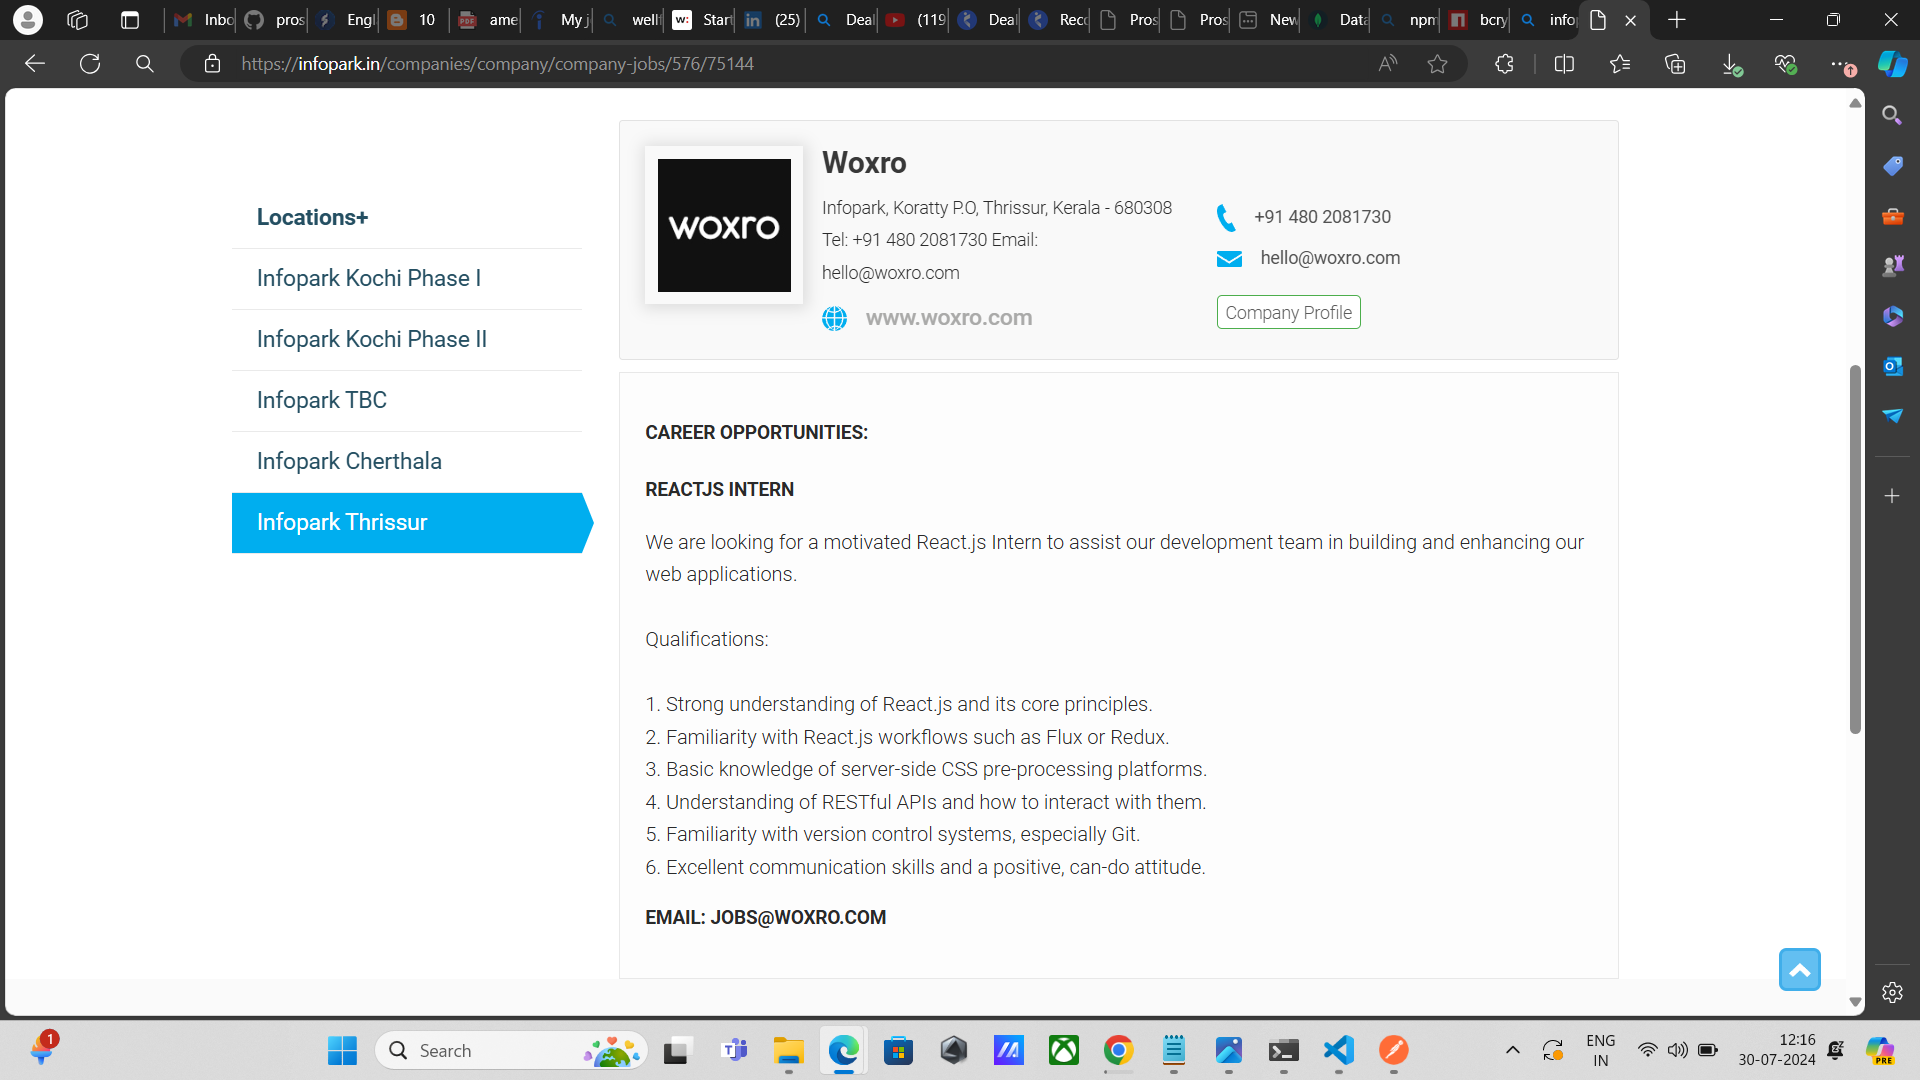 Inbo
pros
Engl
10
ame
My j
wellf
Start
(25)
Deal
(119
Deal
Reco
Pros
Pros
New
Data
npm
bcry
info
https://infopark.in/companies/company/company-jobs/576/75144
Locations+
Infopark Kochi Phase I
Infopark Kochi Phase II
Infopark TBC
Infopark Cherthala
Infopark Thrissur
woxro
Woxro
Infopark, Koratty P.O, Thrissur, Kerala - 680308
Tel: +91 480 2081730 Email:
hello@woxro.com
www.woxro.com
+91 480 2081730
hello@woxro.com
Company Profile
CAREER OPPORTUNITIES:
REACTJS INTERN
We are looking for a motivated React.js Intern to assist our development team in building and enhancing our
web applications.
Qualifications:
1. Strong understanding of React.js and its core principles.
2. Familiarity with React.js workflows such as Flux or Redux.
3. Basic knowledge of server-side CSS pre-processing platforms.
4. Understanding of RESTful APIs and how to interact with them.
5. Familiarity with version control systems, especially Git.
6. Excellent communication skills and a positive, can-do attitude.
EMAIL: JOBS@WOXRO.COM
1
Search
ENG
IN
12:16
30-07-2024
PRE